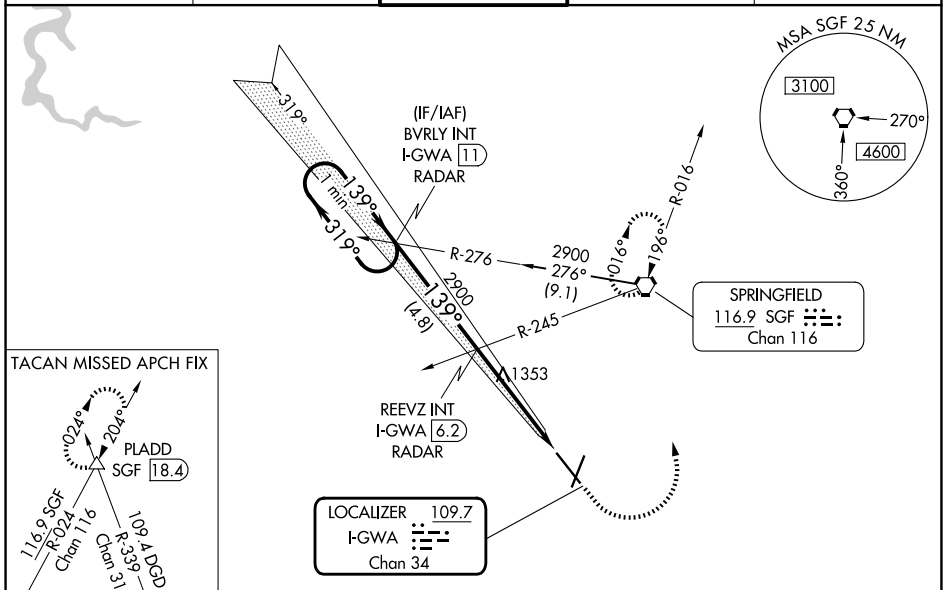 MSA SGF 25 NM
3100
270°
4600
360°
319°
(IF/IAF)
BVRLY INT
I-GWA 11
RADAR
1 min
139°
319°
R-016
016°
196°
R-276
2900
276°
(9.1)
2900
139°
(4.8)
R-245
SPRINGFIELD
116.9 SGF
Chan 116
1353
REEVZ INT
I-GWA 6.2
RADAR
LOCALIZER 109.7
I-GWA
Chan 34
TACAN MISSED APCH FIX
024°
204°
PLADD
SGF 18.4
116.9 SGF
R-024
Chan 116
109.4 DGD
R-339
Chan 31